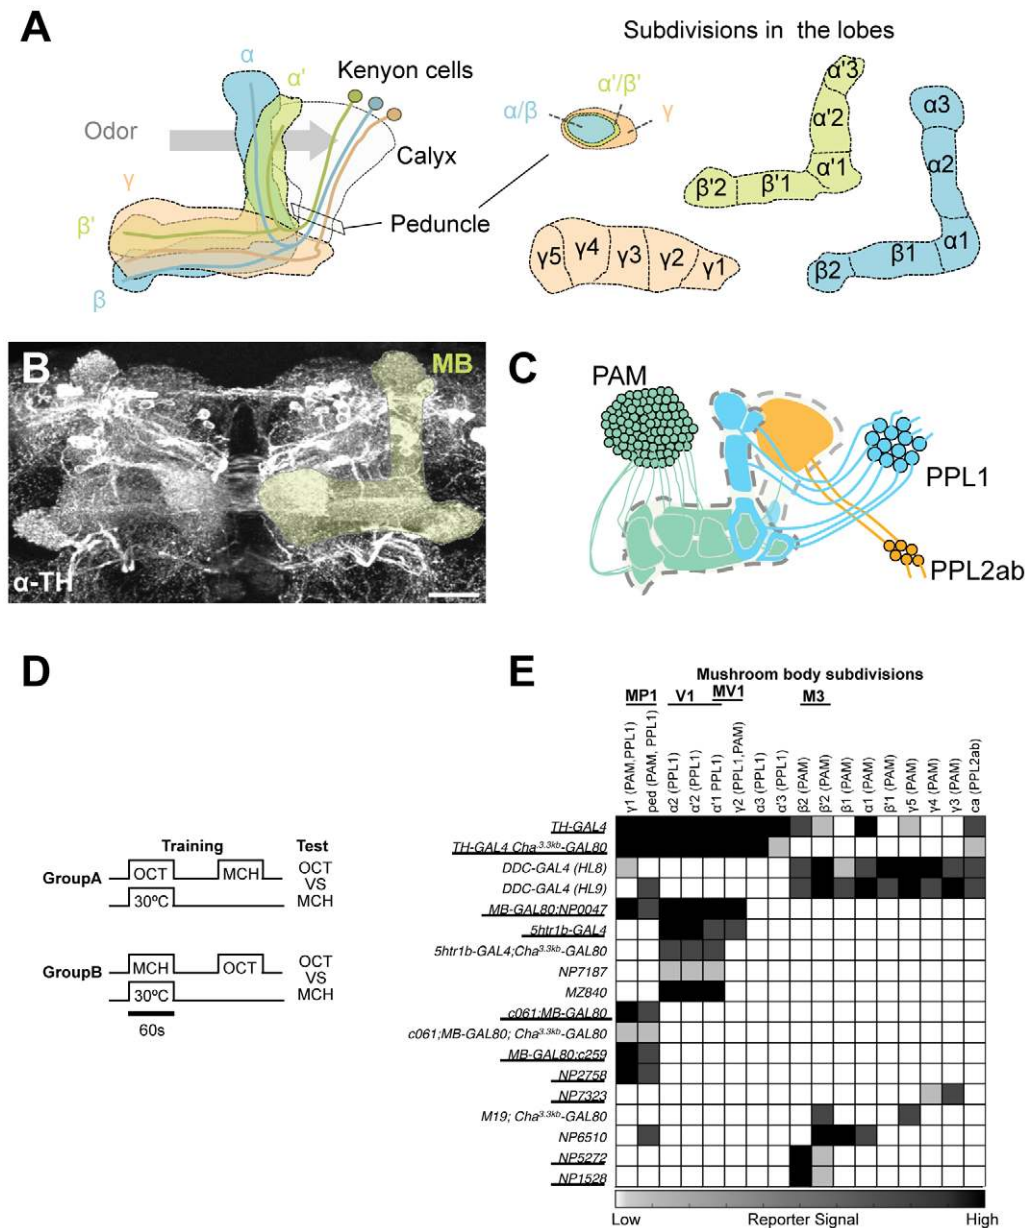 A
Subdivisions in the lobes
α
α'
Kenyon cells
Odor
Calyx
γ
β'
Peduncle
β
α/β
α'/β'
γ
α'3
α'2
α'1
β'1
β'2
α3
α2
α1
β1
β2
γ5 γ4 γ3 γ2 γ1
B
MB
α-TH
C
PAM
PPL1
PPL2ab
D
Training Test
GroupA OCT MCH OCT
VS
30ºC MCH
GroupB MCH OCT OCT
VS
30ºC MCH
60s
E
Mushroom body subdivisions
MP1 V1 MV1 M3
γ1 (PAM,PPL1)
ped (PAM, PPL1)
α2 (PPL1)
α'2 (PPL1)
α'1 PPL1)
γ2 (PPL1,PAM)
α3 (PPL1)
α'3 (PPL1)
β2 (PAM)
β'2 (PAM)
β1 (PAM)
α1 (PAM)
β'1 (PAM)
γ5 (PAM)
γ4 (PAM)
γ3 (PAM)
ca (PPL2ab)
TH-GAL4
TH-GAL4 Cha3.3kb-GAL80
DDC-GAL4 (HL8)
DDC-GAL4 (HL9)
MB-GAL80;NP0047
5htr1b-GAL4
5htr1b-GAL4;Cha3.3kb-GAL80
NP7187
MZ840
c061;MB-GAL80
c061;MB-GAL80; Cha3.3kb-GAL80
MB-GAL80;c259
NP2758
NP7323
M19; Cha3.3kb-GAL80
NP6510
NP5272
NP1528
Low Reporter Signal High